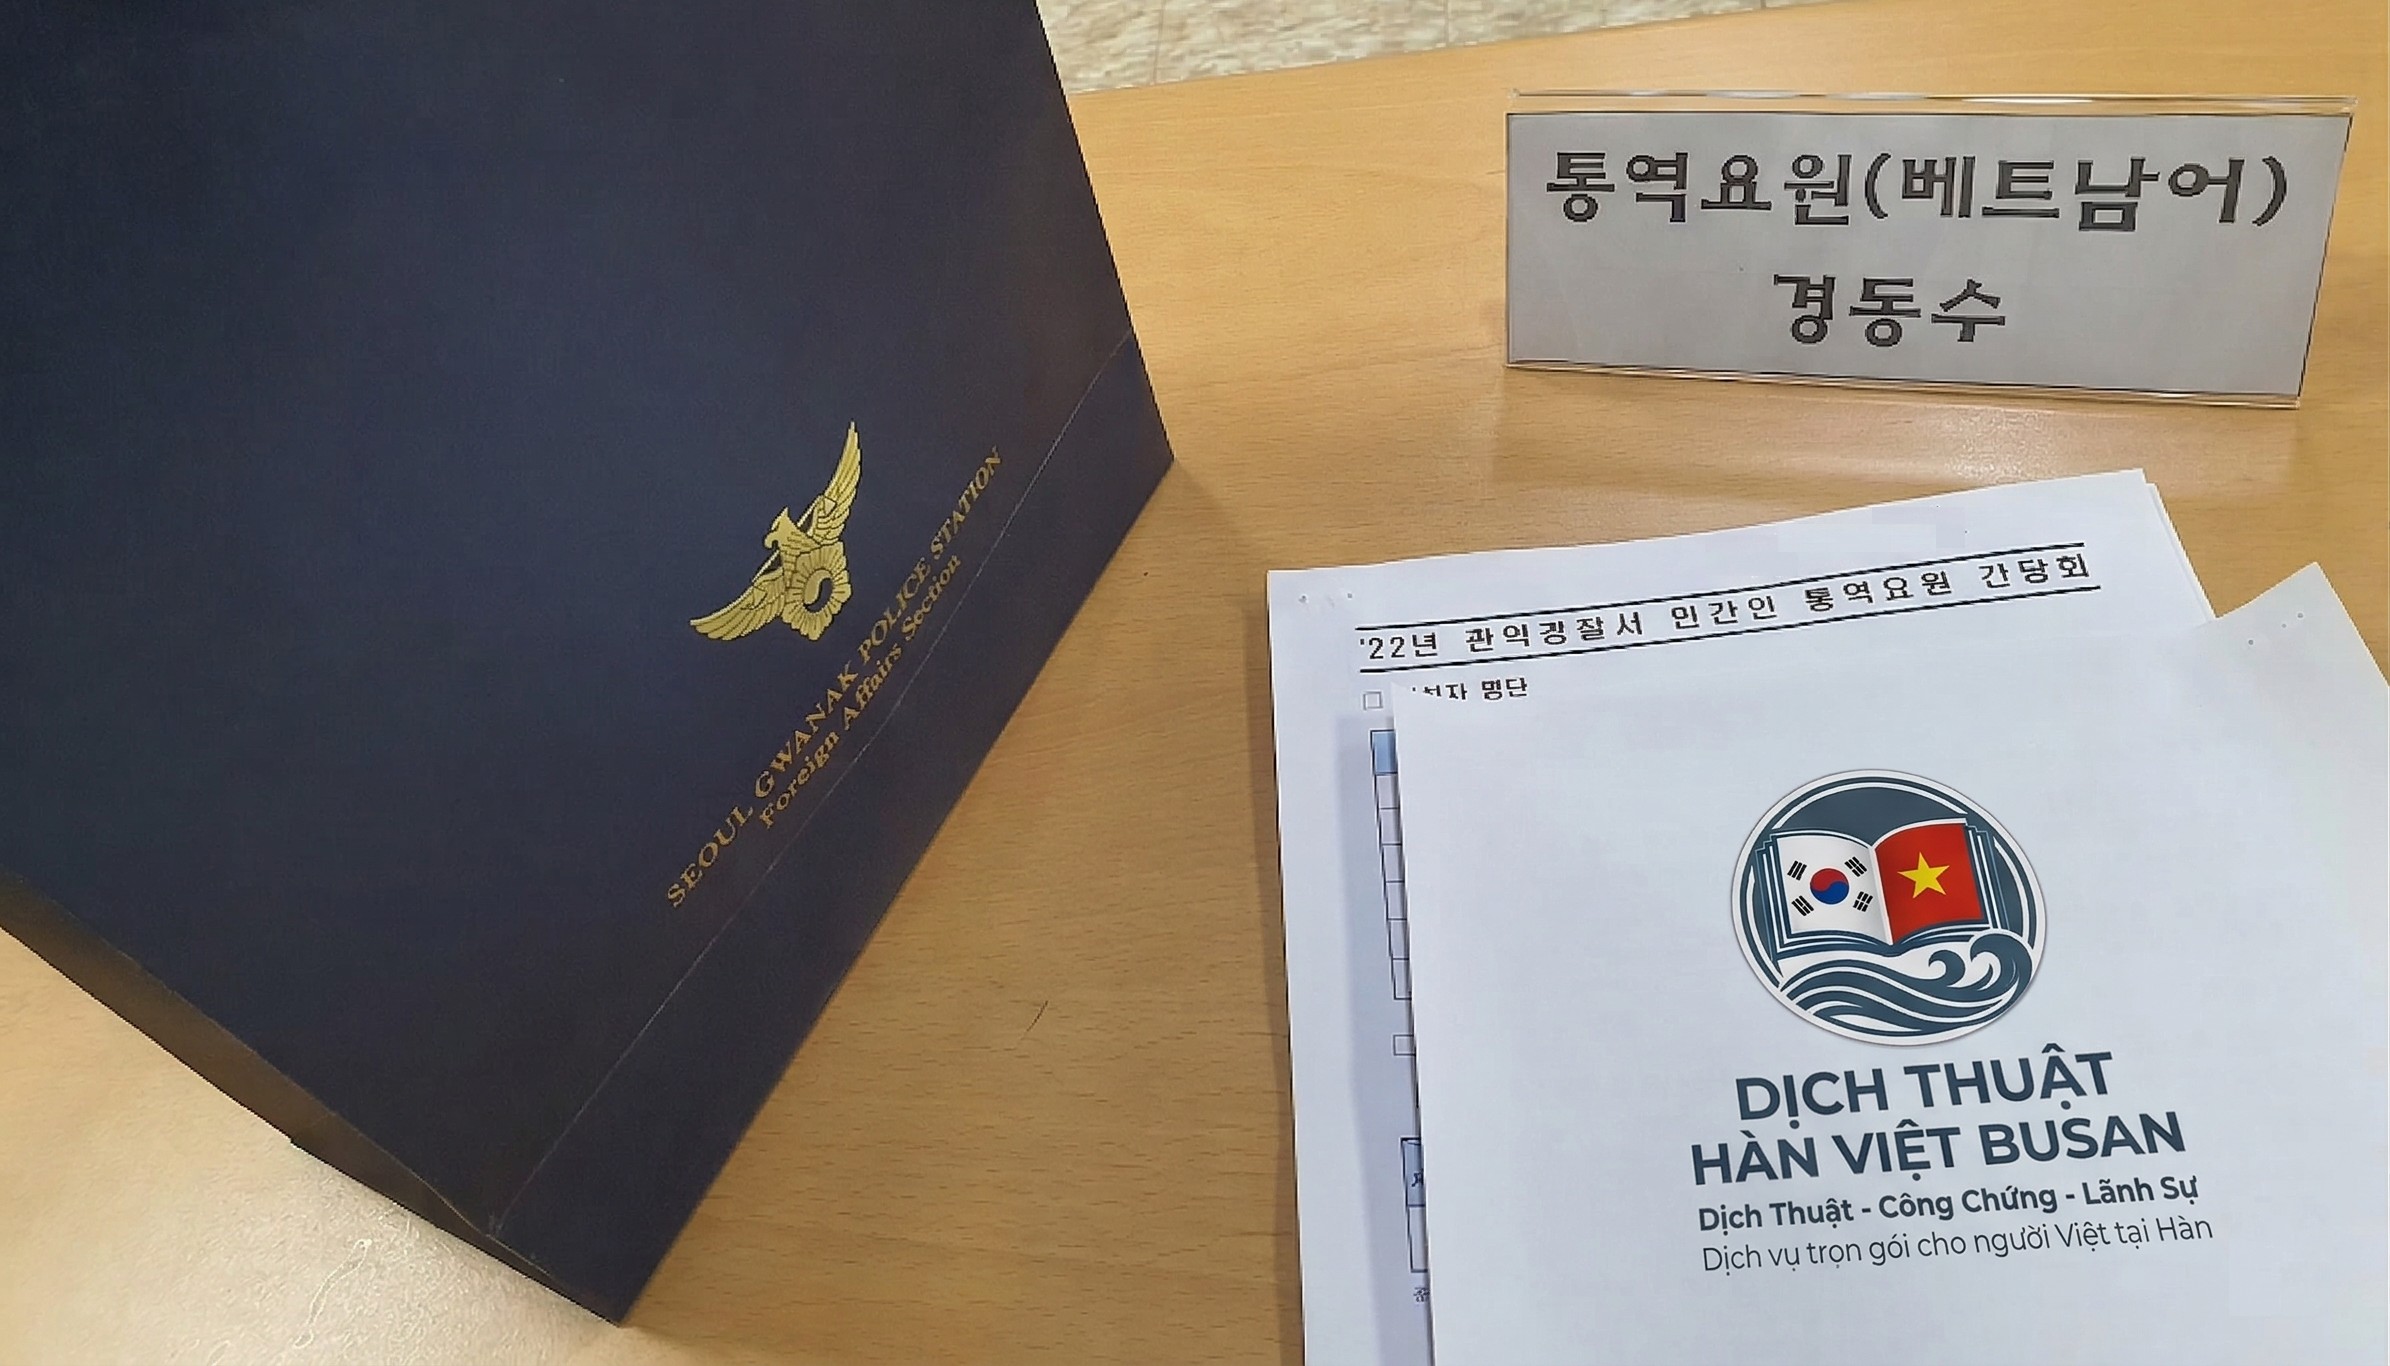 SEOUL GWANAK POLICE STATION
Foreign Affairs Section
통역요원(베트남어)
경동수
'22년 관악경찰서 민간인 통역요원 간담회
명단
DỊCH THUẬT
HÀN VIỆT BUSAN
Dịch Thuật - Công Chứng - Lãnh Sự
Dịch vụ trọn gói cho người Việt tại Hàn